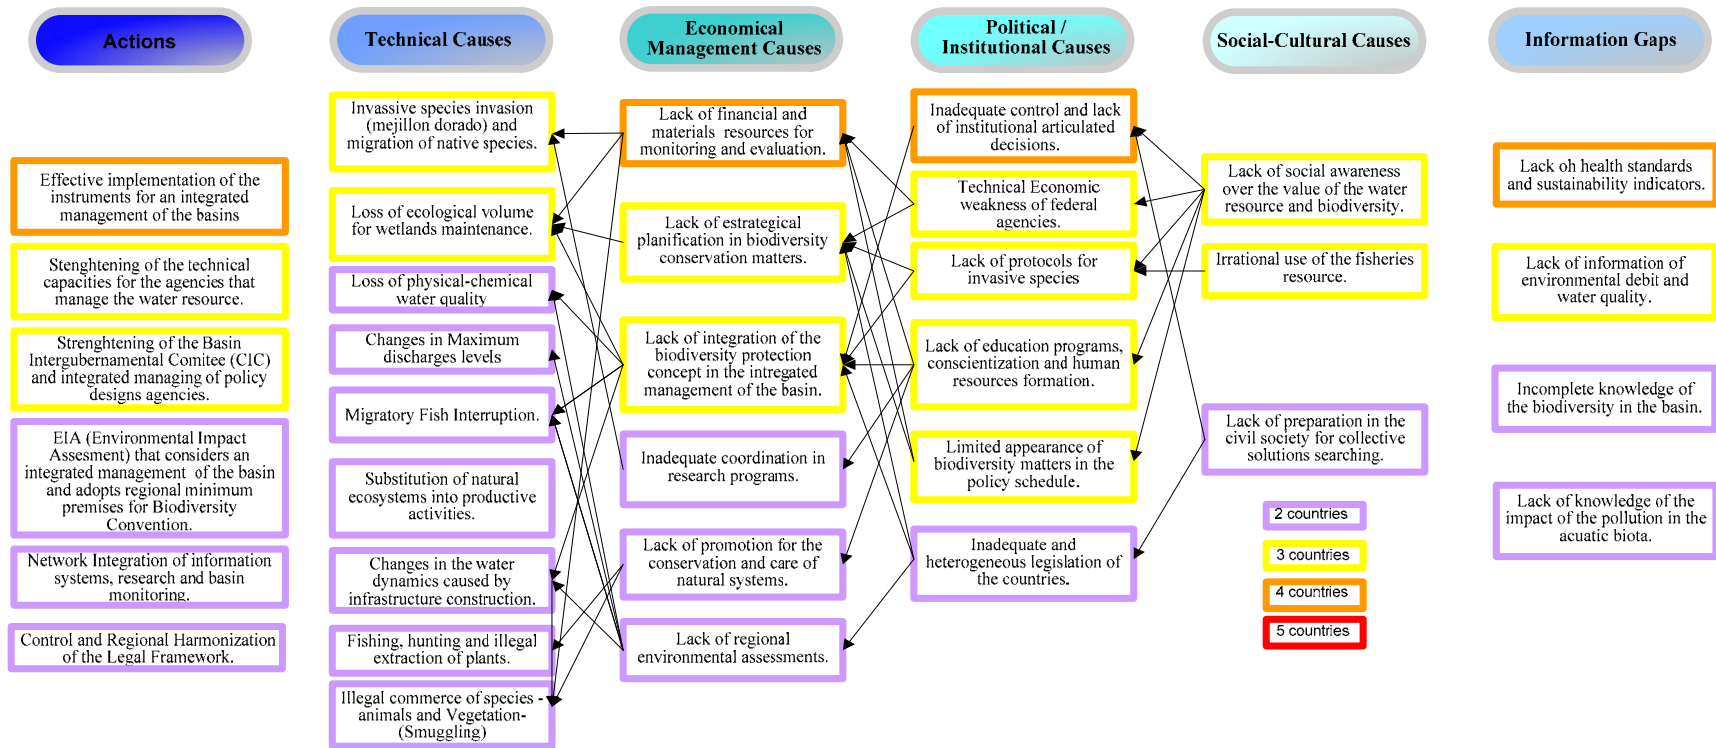 Actions
Effective implementation of the
instruments for an integrated
management of the basins
Stenghtening of the technical
capacities for the agencies that
manage the water resource.
Strenghtening of the Basin
Intergubernamental Comitee (CIC)
and integrated managing of policy
designs agencies.
EIA (Environmental Impact
Assesment) that considers an
integrated management of the basin
and adopts regional minimum
premises for Biodiversity
Convention.
Network Integration of information
systems, research and basin
monitoring.
Control and Regional Harmonization
of the Legal Framework.
Technical Causes
Invassive species invasion
(mejillon dorado) and
migration of native species.
Loss of ecological volume
for wetlands maintenance.
Loss of physical-chemical
water quality
Changes in Maximum
discharges levels
Migratory Fish Interruption.
Substitution of natural
ecosystems into productive
activities.
Changes in the water
dynamics caused by
infrastructure construction.
Fishing, hunting and illegal
extraction of plants.
Illegal commerce of species -
animals and Vegetation-
(Smuggling)
Economical
Management Causes
Lack of financial and
materials resources for
monitoring and evaluation.
Lack of estrategical
planification in biodiversity
conservation matters.
Lack of integration of the
biodiversity protection
concept in the intregated
management of the basin.
Inadequate coordination in
research programs.
Lack of promotion for the
conservation and care of
natural systems.
Lack of regional
environmental assessments.
Political /
Institutional Causes
Inadequate control and lack
of institutional articulated
decisions.
Technical Economic
weakness of federal
agencies.
Lack of protocols for
invasive species
Lack of education programs,
conscientization and human
resources formation.
Limited appearance of
biodiversity matters in the
policy schedule.
Inadequate and
heterogeneous legislation of
the countries.
Social-Cultural Causes
Lack of social awareness
over the value of the water
resource and biodiversity.
Irrational use of the fisheries
resource.
Lack of preparation in the
civil society for collective
solutions searching.
2 countries
3 countries
4 countries
5 countries
Information Gaps
Lack oh health standards
and sustainability indicators.
Lack of information of
environmental debit and
water quality.
Incomplete knowledge of
the biodiversity in the basin.
Lack of knowledge of the
impact of the pollution in the
acuatic biota.